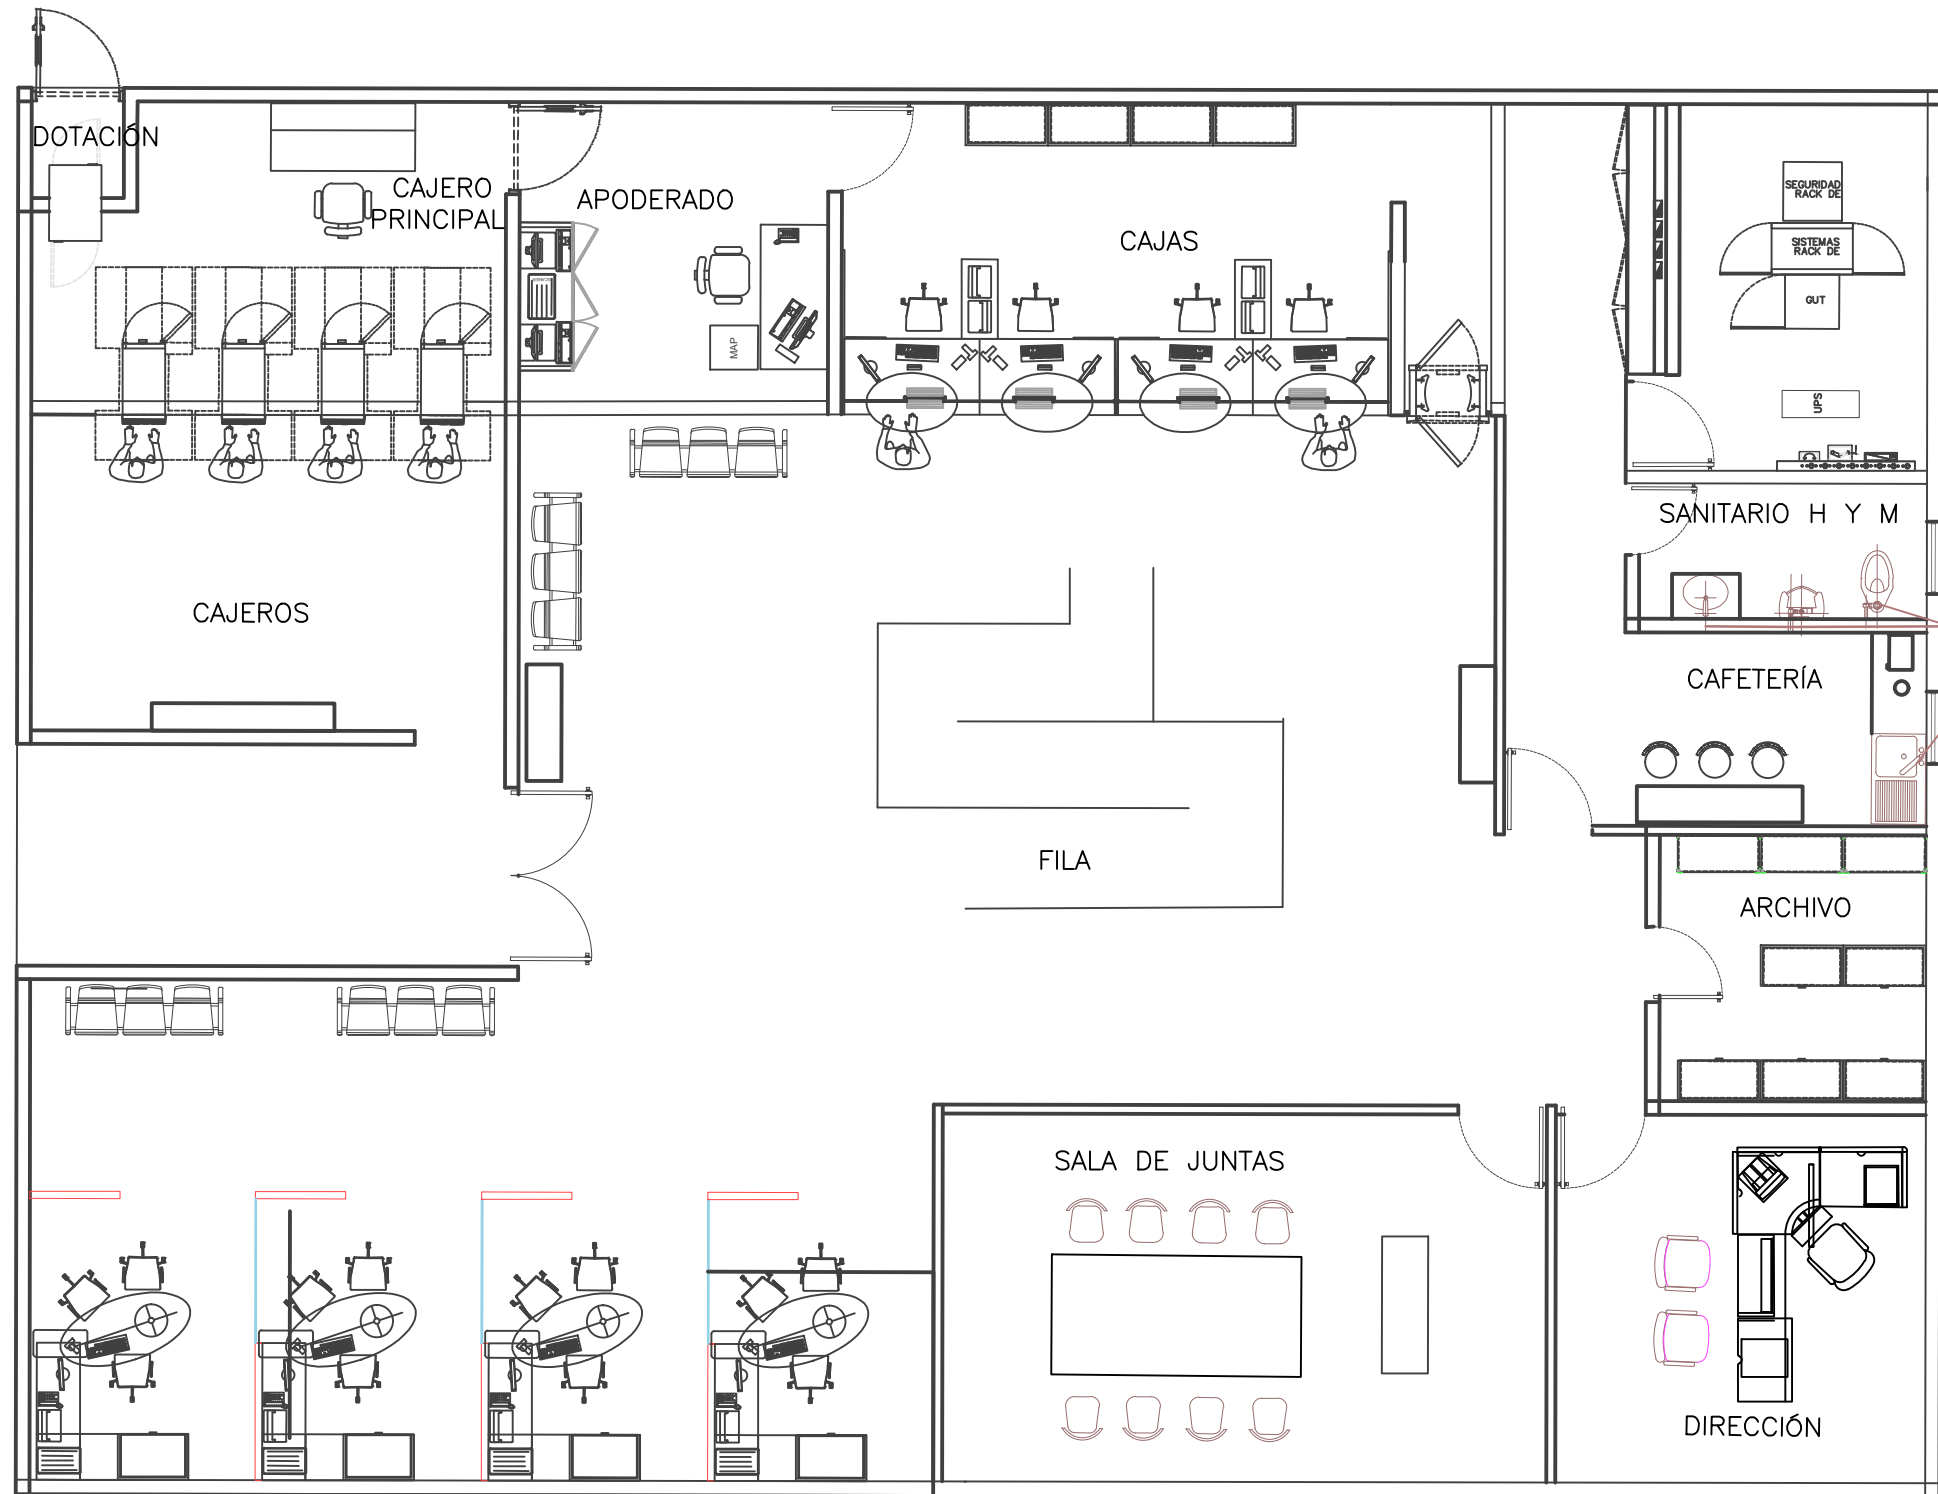 DOTACIÓN
CAJERO
PRINCIPAL
APODERADO
CAJAS
SEGURIDAD
RACK DE
SISTEMAS
RACK DE
GUT
MAP
UPS
SANITARIO H Y M
CAJEROS
CAFETERÍA
FILA
ARCHIVO
SALA DE JUNTAS
DIRECCIÓN